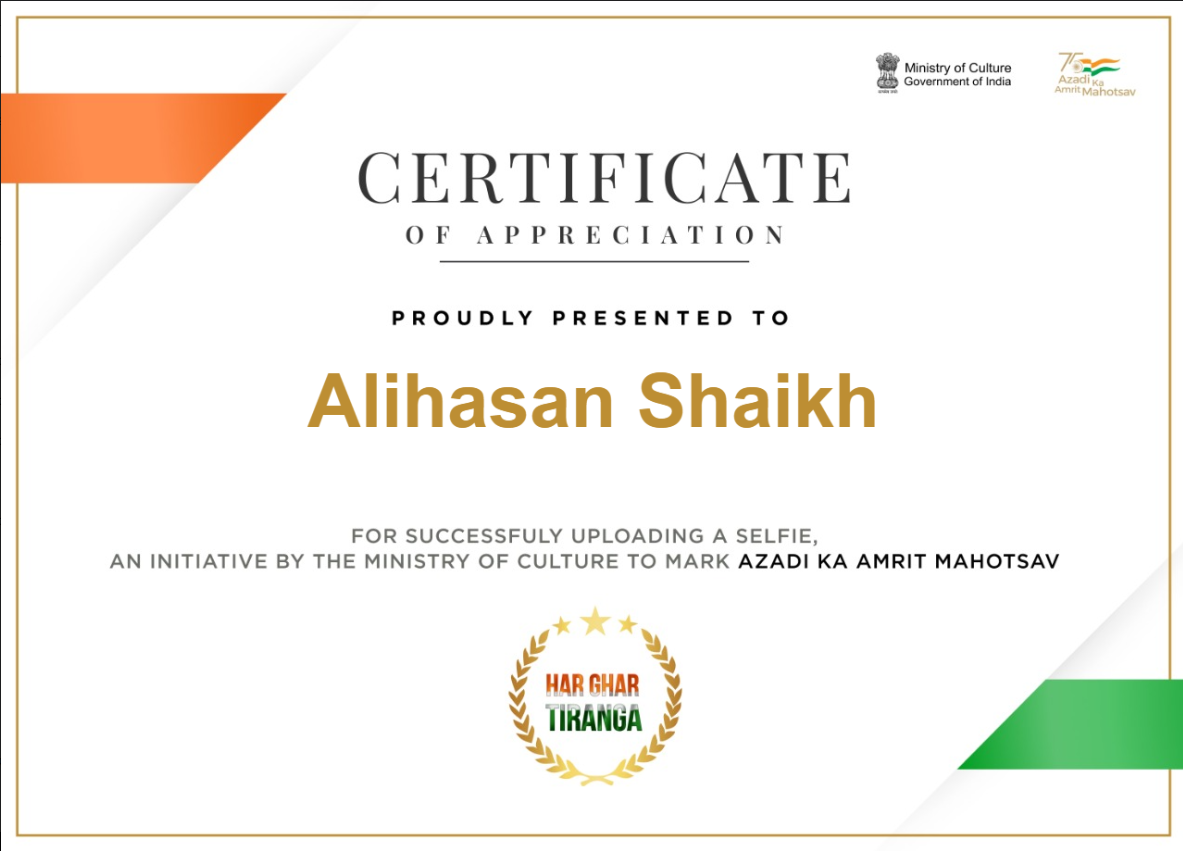 Ministry of Culture
Government of India
75
Azadi Ka
Amrit Mahotsav
CERTIFICATE
OF APPRECIATION
PROUDLY PRESENTED TO
Alihasan Shaikh
FOR SUCCESSFULY UPLOADING A SELFIE,
AN INITIATIVE BY THE MINISTRY OF CULTURE TO MARK AZADI KA AMRIT MAHOTSAV
HAR GHAR
TIRANGA